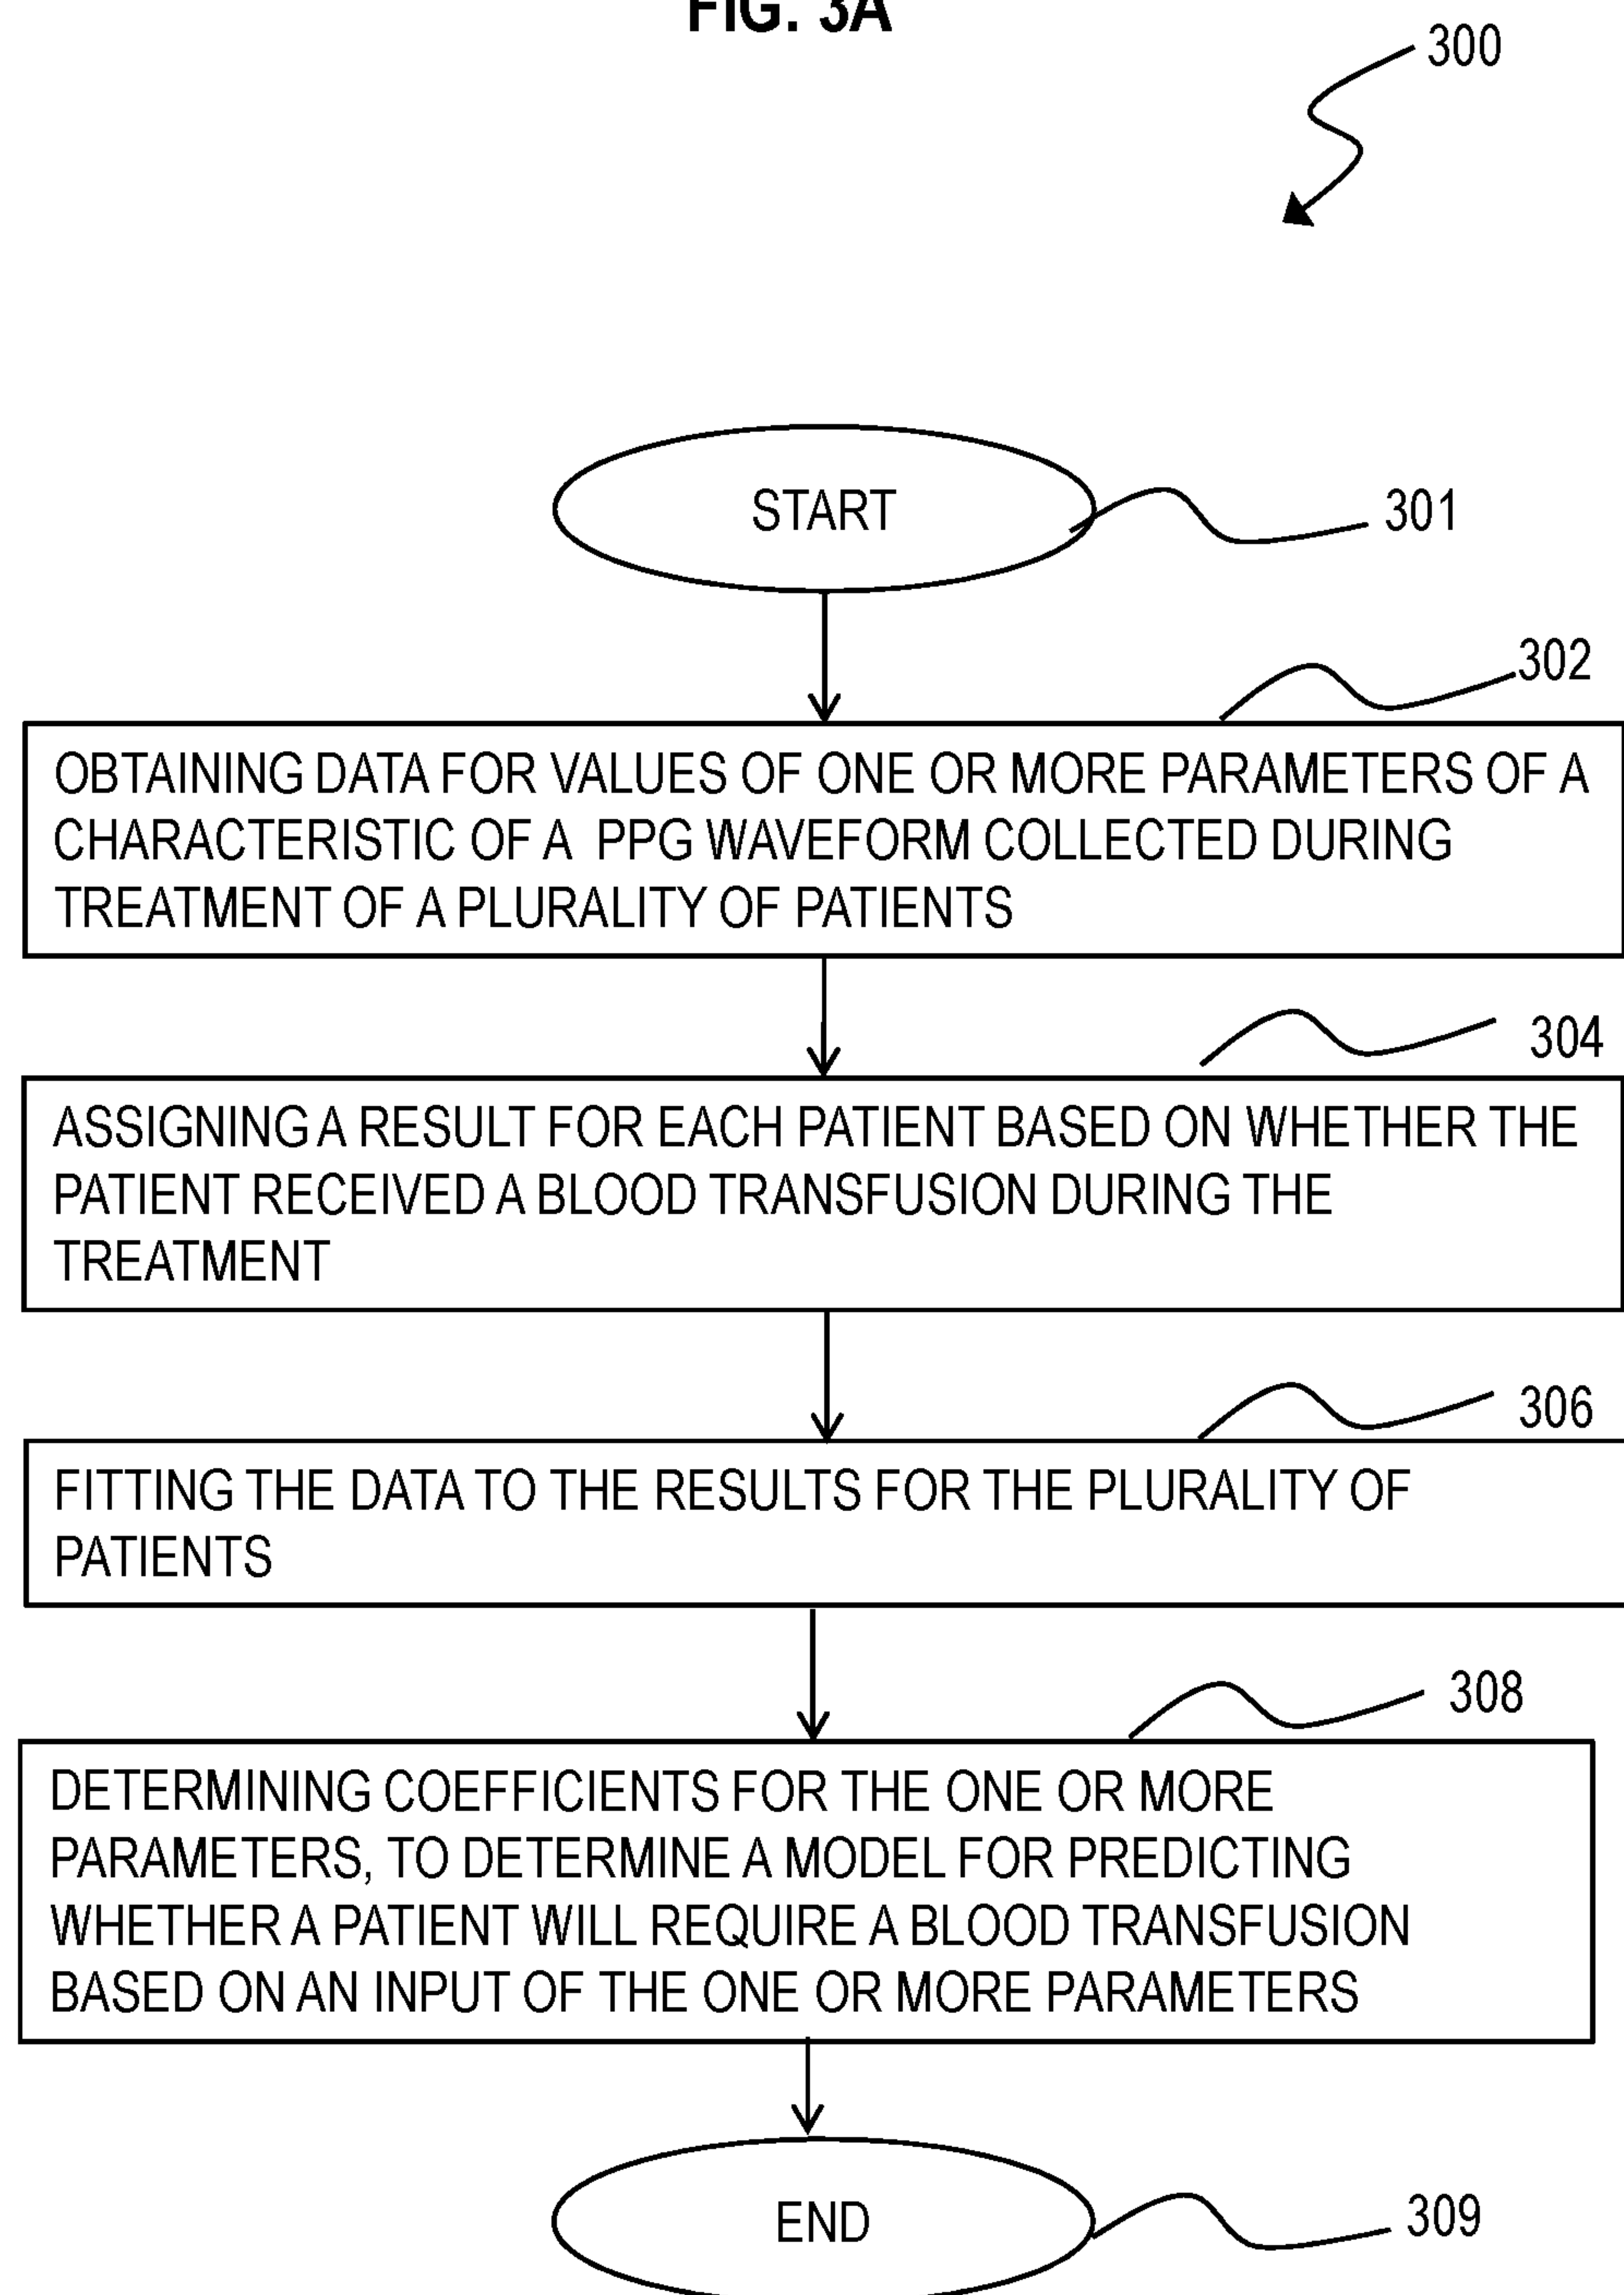 FIG. 3A
300
START
301
302
OBTAINING DATA FOR VALUES OF ONE OR MORE PARAMETERS OF A
CHARACTERISTIC OF A PPG WAVEFORM COLLECTED DURING
TREATMENT OF A PLURALITY OF PATIENTS
304
ASSIGNING A RESULT FOR EACH PATIENT BASED ON WHETHER THE
PATIENT RECEIVED A BLOOD TRANSFUSION DURING THE
TREATMENT
306
FITTING THE DATA TO THE RESULTS FOR THE PLURALITY OF
PATIENTS
308
DETERMINING COEFFICIENTS FOR THE ONE OR MORE
PARAMETERS, TO DETERMINE A MODEL FOR PREDICTING
WHETHER A PATIENT WILL REQUIRE A BLOOD TRANSFUSION
BASED ON AN INPUT OF THE ONE OR MORE PARAMETERS
END
309